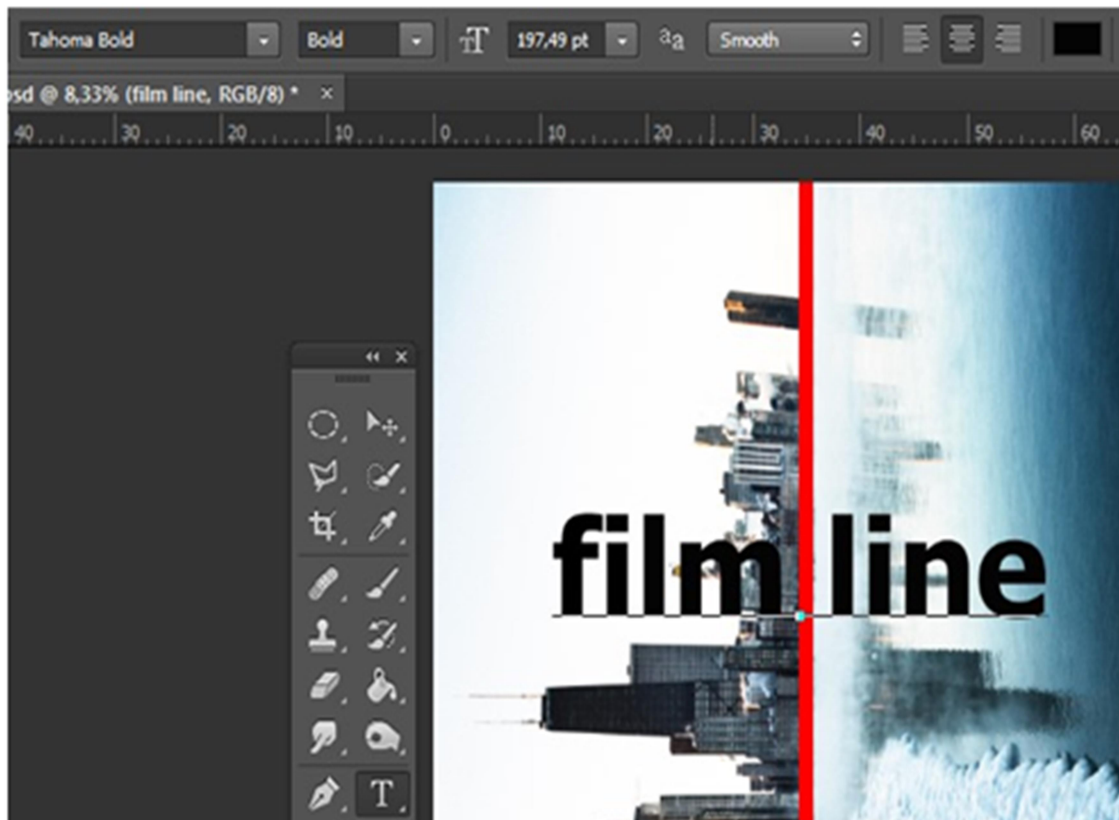 Tahoma Bold Bold 197,49 pt Smooth
psd @ 8,33% (film line, RGB/8) * ×
40 30 20 10 0 10 20 30 40 50 60
film line
T